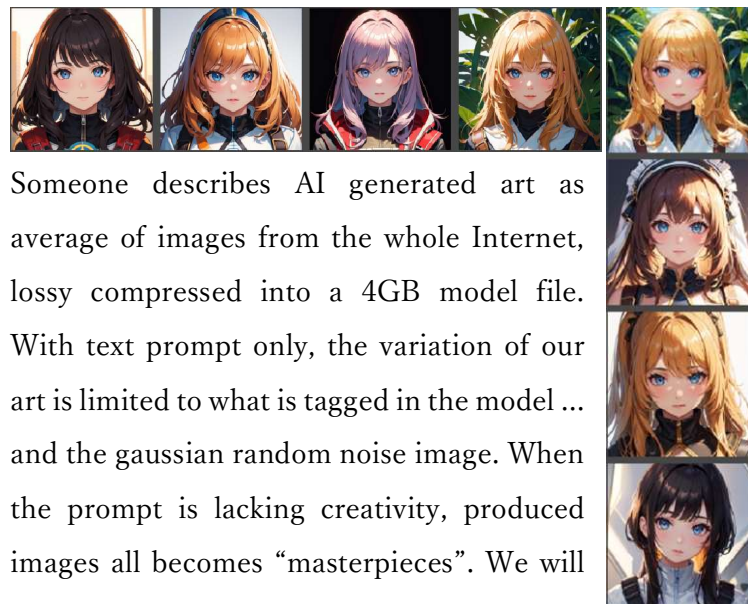 Someone describes AI generated art as
average of images from the whole Internet,
lossy compressed into a 4GB model file.
With text prompt only, the variation of our
art is limited to what is tagged in the model ...
and the gaussian random noise image. When
the prompt is lacking creativity, produced
images all becomes “masterpieces”. We will